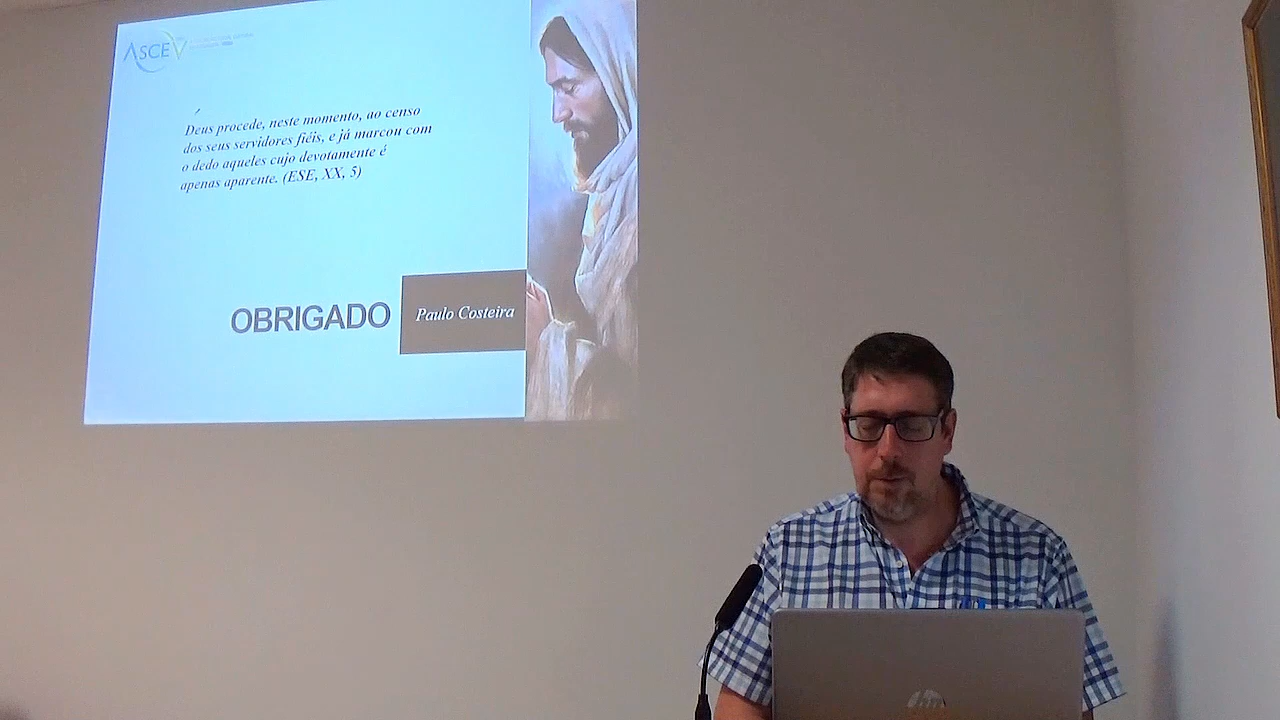 ASCEV
Deus procede, neste momento, ao censo
dos seus servidores fiéis, e já marcou com
o dedo aqueles cujo devotamente é
apenas aparente. (ESE, XX, 5)
OBRIGADO
Paulo Costeira
hp